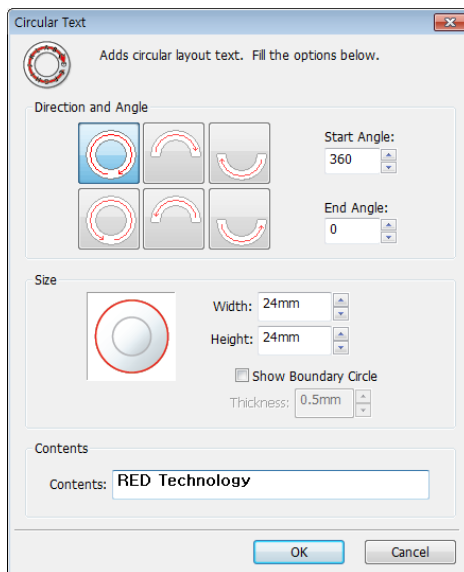 Circular Text
Adds circular layout text. Fill the options below.
Direction and Angle
Start Angle:
360
End Angle:
0
Size
Width: 24mm
Height: 24mm
Show Boundary Circle
Thickness: 0.5mm
Contents
Contents: RED Technology
OK Cancel